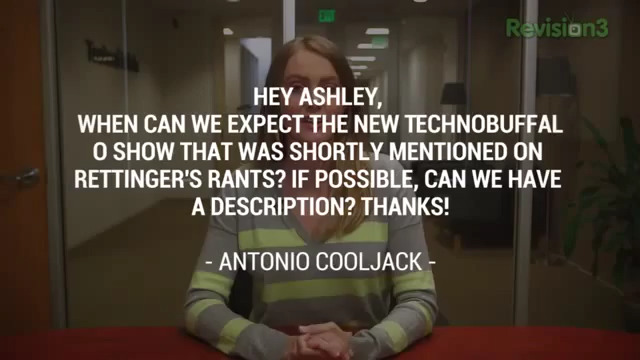 Revision3
HEY ASHLEY,
WHEN CAN WE EXPECT THE NEW TECHNOBUFFAL
O SHOW THAT WAS SHORTLY MENTIONED ON
RETTINGER'S RANTS? IF POSSIBLE, CAN WE HAVE
A DESCRIPTION? THANKS!
- ANTONIO COOLJACK -